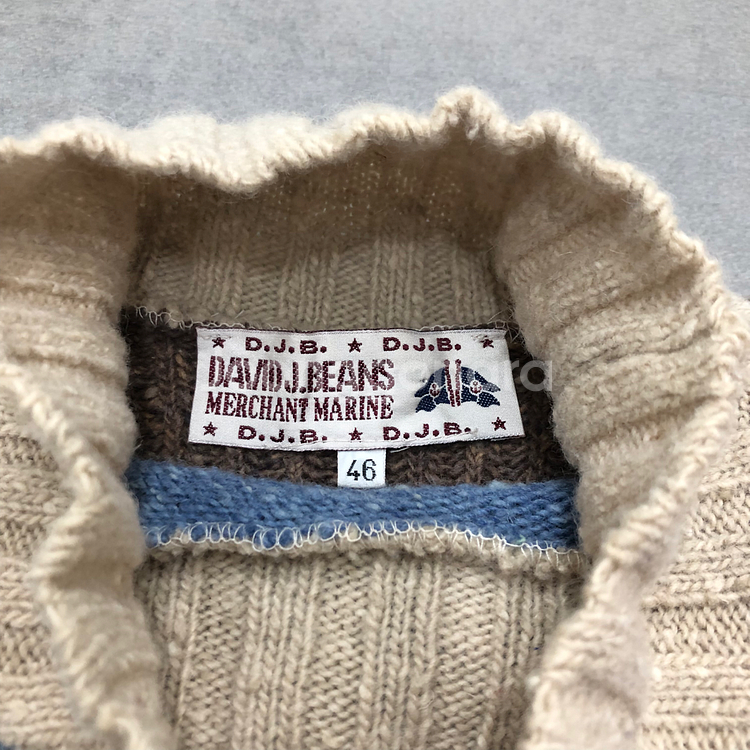 ★ D.J.B. ★ D.J.B. ★
DAVID J. BEANS
MERCHANT MARINE
★ D.J.B. ★ D.J.B. ★
46